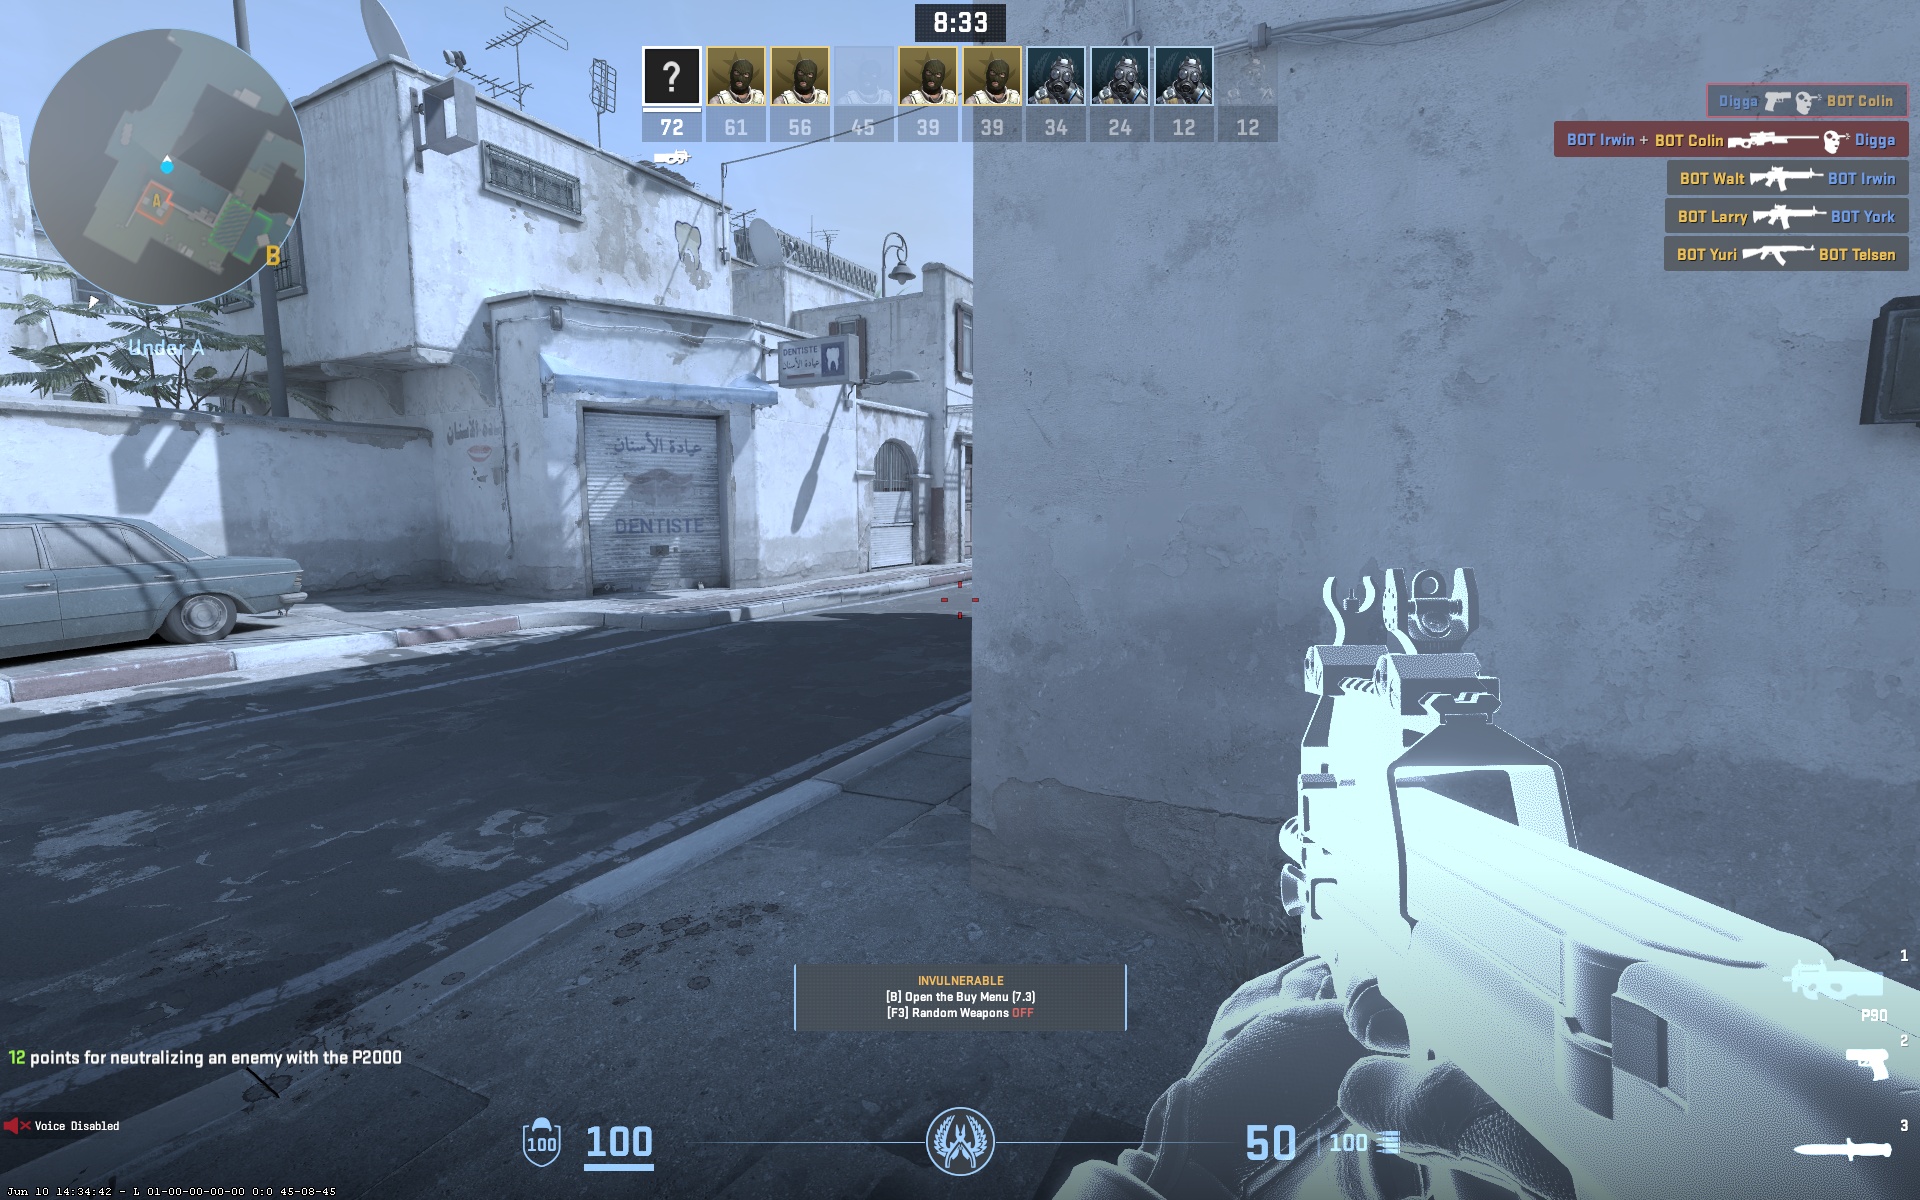 8:33
?
72 61 56 45 39 39 34 24 12 12
A
B
Under A
Digga BOT Colin
BOT Irwin + BOT Colin Digga
BOT Walt BOT Irwin
BOT Larry BOT York
BOT Yuri BOT Telsen
DENTISTE
عيادة الأسنان
عيادة الأسنان
DENTISTE
INVULNERABLE
[B] Open the Buy Menu (7.3)
[F3] Random Weapons OFF
1
P90
2
3
12 points for neutralizing an enemy with the P2000
Voice Disabled
100
100
50 100
Jun 10 14:34:42 - L 01-00-00-00-00 0:0 45-08-45